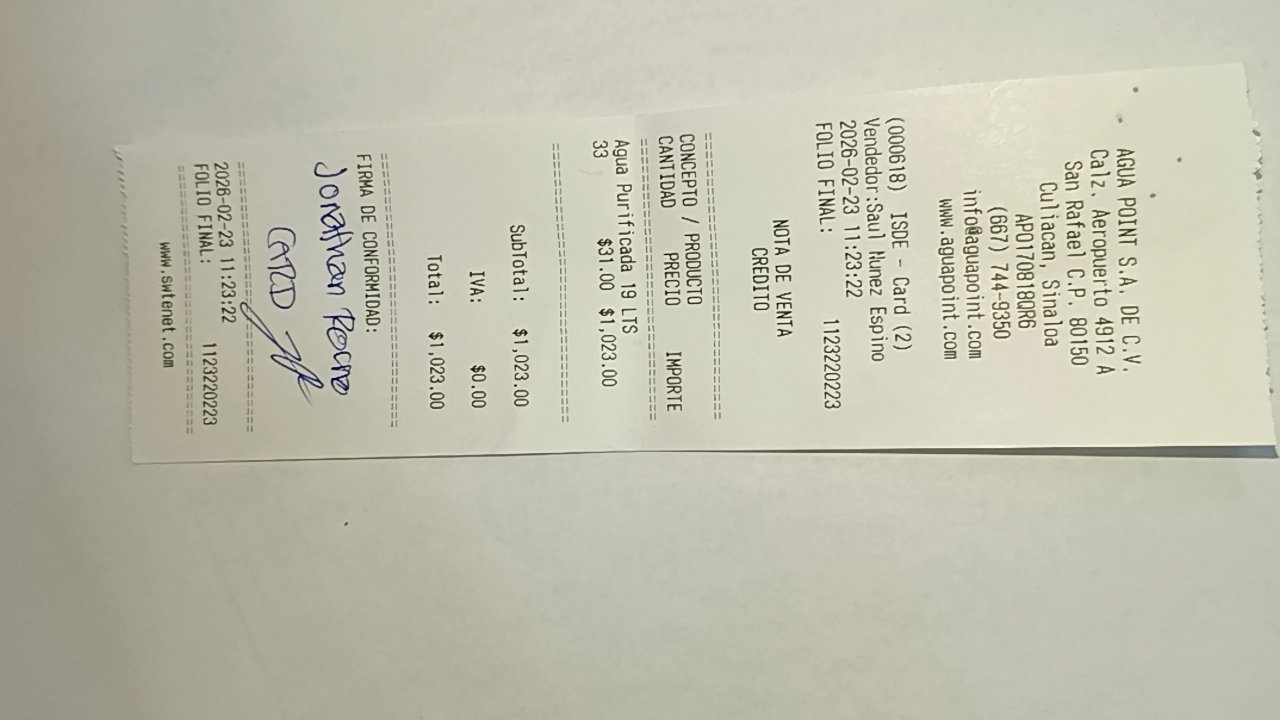 AGUA POINT S.A. DE C.V.
Calz. Aeropuerto 4912 A
San Rafael C.P. 80150
Culiacan, Sinaloa
APO170818QR6
(667) 744-9350
info@aguapoint.com
www.aguapoint.com
(000618) ISDE - Card (2)
Vendedor:Saul Nunez Espino
2026-02-23 11:23:22
FOLIO FINAL: 1123220223
NOTA DE VENTA
CREDITO
CONCEPTO / PRODUCTO
CANTIDAD PRECIO IMPORTE
Agua Purificada 19 LTS
33 $31.00 $1,023.00
SubTotal: $1,023.00
IVA: $0.00
Total: $1,023.00
FIRMA DE CONFORMIDAD:
Jonathan
CARD
2026-02-23 11:23:22
FOLIO FINAL: 1123220223
www.swtenet.com